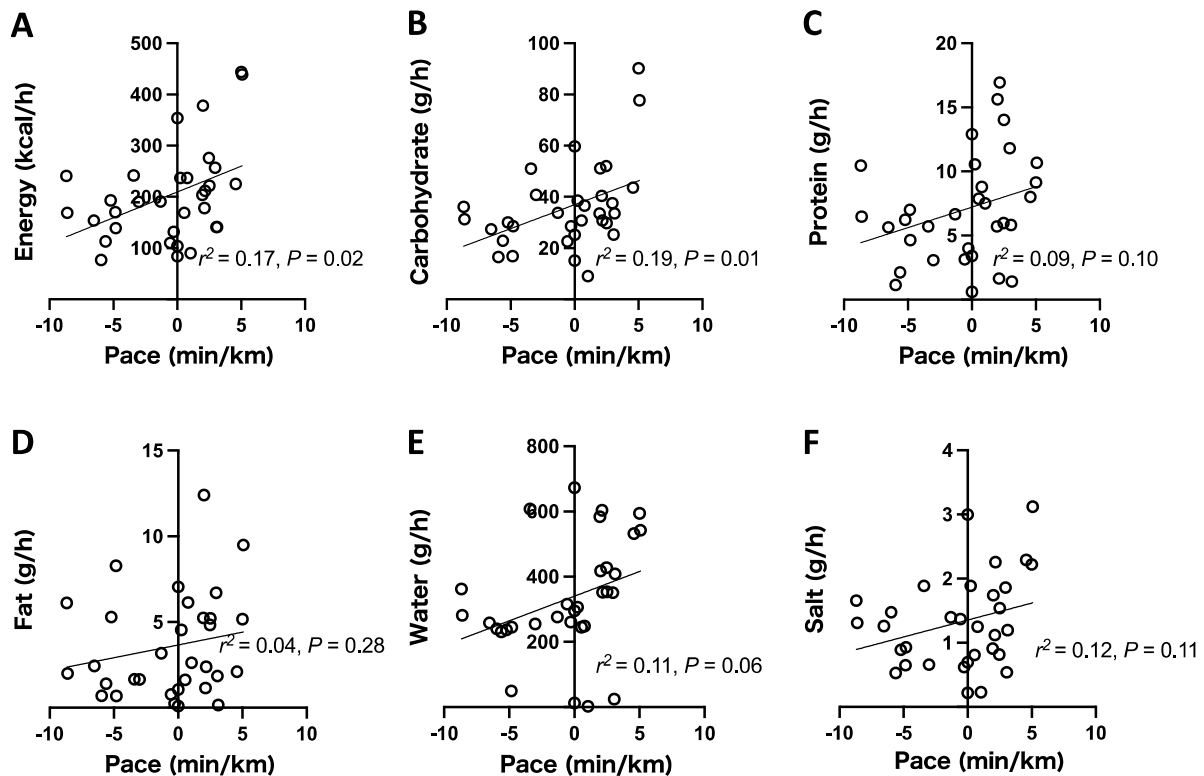 A
Energy (kcal/h)
500
400
300
200
100
r² = 0.17, P = 0.02
-10 -5 0 5 10
Pace (min/km)
B
Carbohydrate (g/h)
100
80
60
40
20
r² = 0.19, P = 0.01
-10 -5 0 5 10
Pace (min/km)
C
Protein (g/h)
20
15
10
5
r² = 0.09, P = 0.10
-10 -5 0 5 10
Pace (min/km)
D
Fat (g/h)
15
10
5
r² = 0.04, P = 0.28
-10 -5 0 5 10
Pace (min/km)
E
Water (g/h)
800
600
400
200
r² = 0.11, P = 0.06
-10 -5 0 5 10
Pace (min/km)
F
Salt (g/h)
4
3
2
1
r² = 0.12, P = 0.11
-10 -5 0 5 10
Pace (min/km)